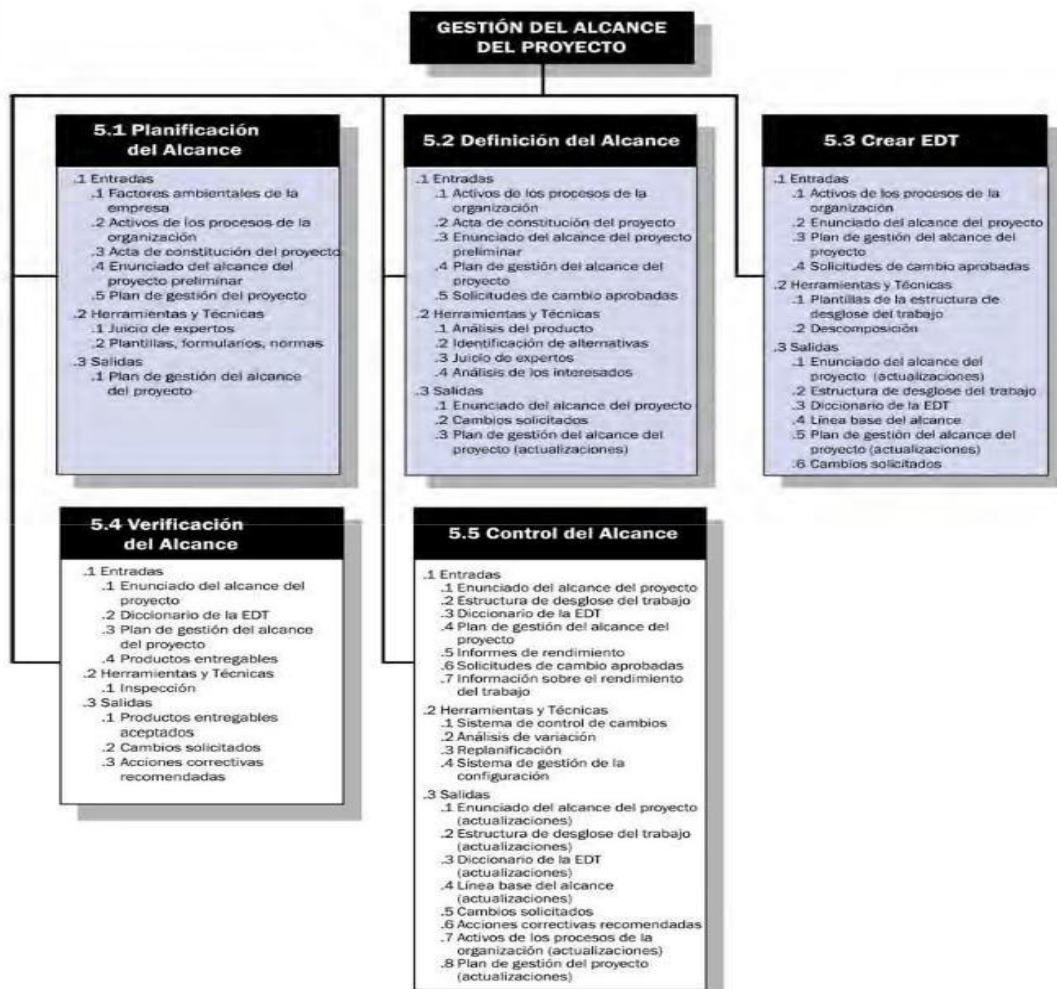 GESTIÓN DEL ALCANCE
DEL PROYECTO
5.1 Planificación
del Alcance
.1 Entradas
.1 Factores ambientales de la
empresa
.2 Activos de los procesos de la
organización
.3 Acta de constitución del proyecto
.4 Enunciado del alcance del
proyecto preliminar
.5 Plan de gestión del proyecto
.2 Herramientas y Técnicas
.1 Juicio de expertos
.2 Plantillas, formularios, normas
.3 Salidas
.1 Plan de gestión del alcance
del proyecto
5.2 Definición del Alcance
.1 Entradas
.1 Activos de los procesos de la
organización
.2 Acta de constitución del proyecto
.3 Enunciado del alcance del proyecto
preliminar
.4 Plan de gestión del alcance del
proyecto
.5 Solicitudes de cambio aprobadas
.2 Herramientas y Técnicas
.1 Análisis del producto
.2 Identificación de alternativas
.3 Juicio de expertos
.4 Análisis de los interesados
.3 Salidas
.1 Enunciado del alcance del proyecto
.2 Cambios solicitados
.3 Plan de gestión del alcance del
proyecto (actualizaciones)
5.3 Crear EDT
.1 Entradas
.1 Activos de los procesos de la
organización
.2 Enunciado del alcance del proyecto
.3 Plan de gestión del alcance del
proyecto
.4 Solicitudes de cambio aprobadas
.2 Herramientas y Técnicas
.1 Plantillas de la estructura de
desglose del trabajo
.2 Descomposición
.3 Salidas
.1 Enunciado del alcance del
proyecto (actualizaciones)
.2 Estructura de desglose del trabajo
.3 Diccionario de la EDT
.4 Línea base del alcance
.5 Plan de gestión del alcance del
proyecto (actualizaciones)
.6 Cambios solicitados
5.4 Verificación
del Alcance
.1 Entradas
.1 Enunciado del alcance del
proyecto
.2 Diccionario de la EDT
.3 Plan de gestión del alcance
del proyecto
.4 Productos entregables
.2 Herramientas y Técnicas
.1 Inspección
.3 Salidas
.1 Productos entregables
aceptados
.2 Cambios solicitados
.3 Acciones correctivas
recomendadas
5.5 Control del Alcance
.1 Entradas
.1 Enunciado del alcance del proyecto
.2 Estructura de desglose del trabajo
.3 Diccionario de la EDT
.4 Plan de gestión del alcance del
proyecto
.5 Informes de rendimiento
.6 Solicitudes de cambio aprobadas
.7 Información sobre el rendimiento
del trabajo
.2 Herramientas y Técnicas
.1 Sistema de control de cambios
.2 Análisis de variación
.3 Replanificación
.4 Sistema de gestión de la
configuración
.3 Salidas
.1 Enunciado del alcance del proyecto
(actualizaciones)
.2 Estructura de desglose del trabajo
(actualizaciones)
.3 Diccionario de la EDT
(actualizaciones)
.4 Línea base del alcance
(actualizaciones)
.5 Cambios solicitados
.6 Acciones correctivas recomendadas
.7 Activos de los procesos de la
organización (actualizaciones)
.8 Plan de gestión del proyecto
(actualizaciones)